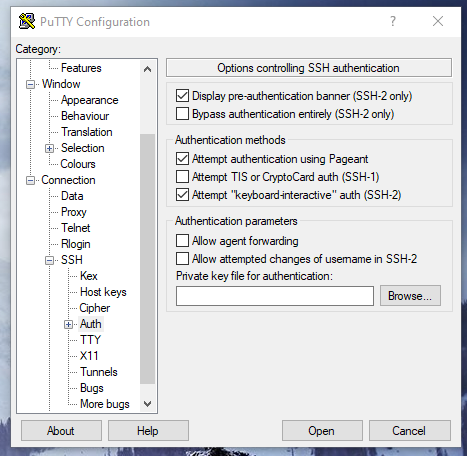 PuTTY Configuration
Category:
Features
Window
Appearance
Behaviour
Translation
Selection
Colours
Connection
Data
Proxy
Telnet
Rlogin
SSH
Kex
Host keys
Cipher
Auth
TTY
X11
Tunnels
Bugs
More bugs
Options controlling SSH authentication
Display pre-authentication banner (SSH-2 only)
Bypass authentication entirely (SSH-2 only)
Authentication methods
Attempt authentication using Pageant
Attempt TIS or CryptoCard auth (SSH-1)
Attempt "keyboard-interactive" auth (SSH-2)
Authentication parameters
Allow agent forwarding
Allow attempted changes of username in SSH-2
Private key file for authentication:
Browse...
About
Help
Open
Cancel